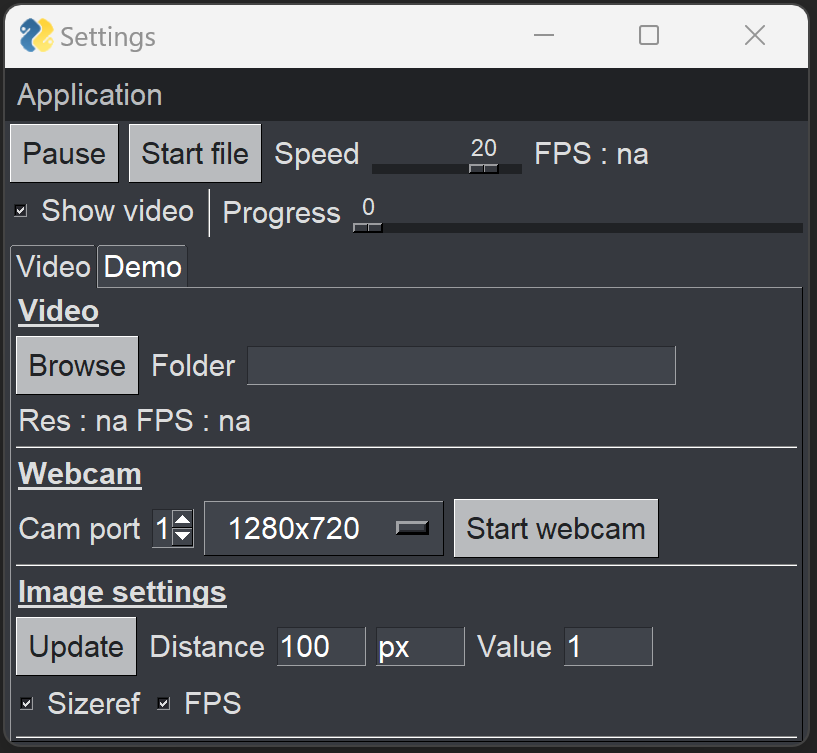 Settings
Application
Pause Start file Speed 20 FPS : na
Show video Progress 0
Video Demo
Video
Browse Folder
Res : na FPS : na
Webcam
Cam port 1 1280x720 Start webcam
Image settings
Update Distance 100 px Value 1
Sizeref FPS